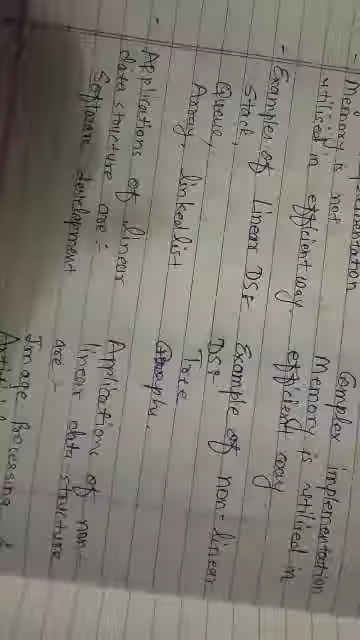 implementation
- Memory is not
utilised in efficient way.
- Examples of Linear DS:
Stack,
Queue,
Array, linked list
- Applications of linear
data structure are:-
Software development
Complex implementation
Memory is utilized in
efficient way
Example of non-linear
DS:
Tree
Graph.
Applications of non-
linear data-structure
are -
Image Processing &